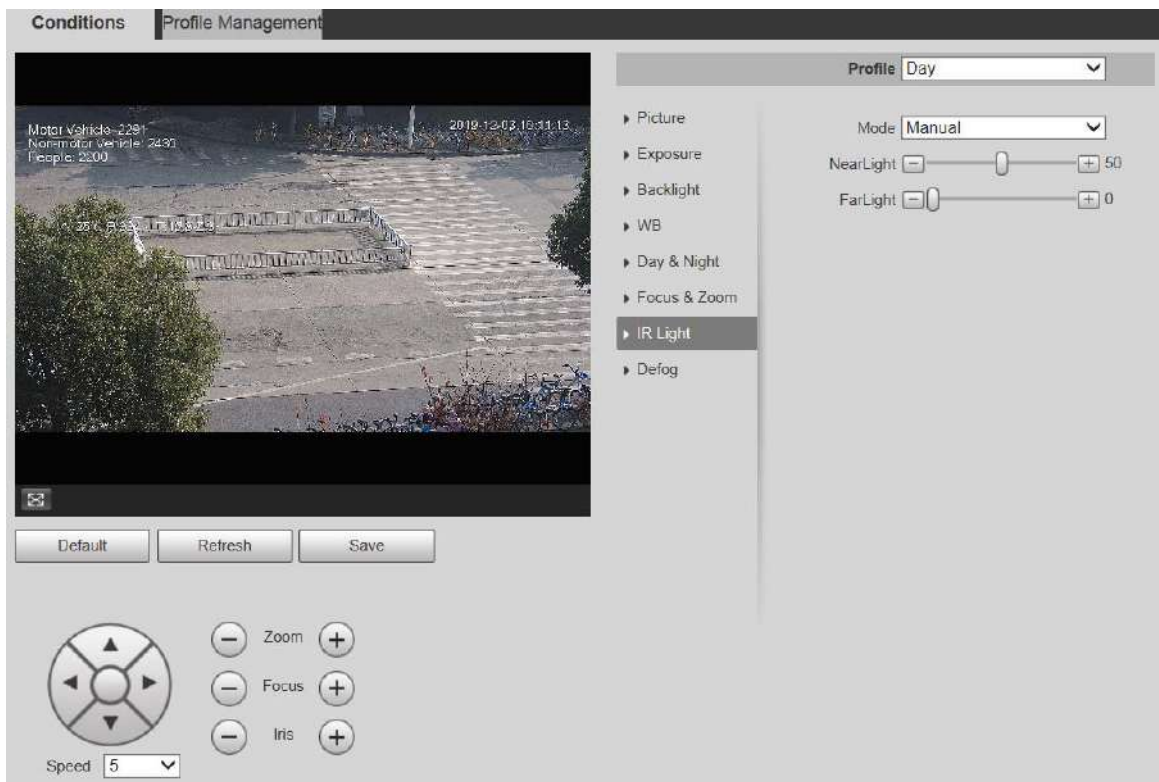 Conditions
Profile Management
Motor Vehicle: 2291
Non-motor Vehicle: 2430
People: 2200
2019-12-03 16:11:13
Default
Refresh
Save
Zoom
Focus
Iris
Speed 5
Profile Day
Picture
Exposure
Backlight
WB
Day & Night
Focus & Zoom
IR Light
Defog
Mode Manual
NearLight 50
FarLight 0